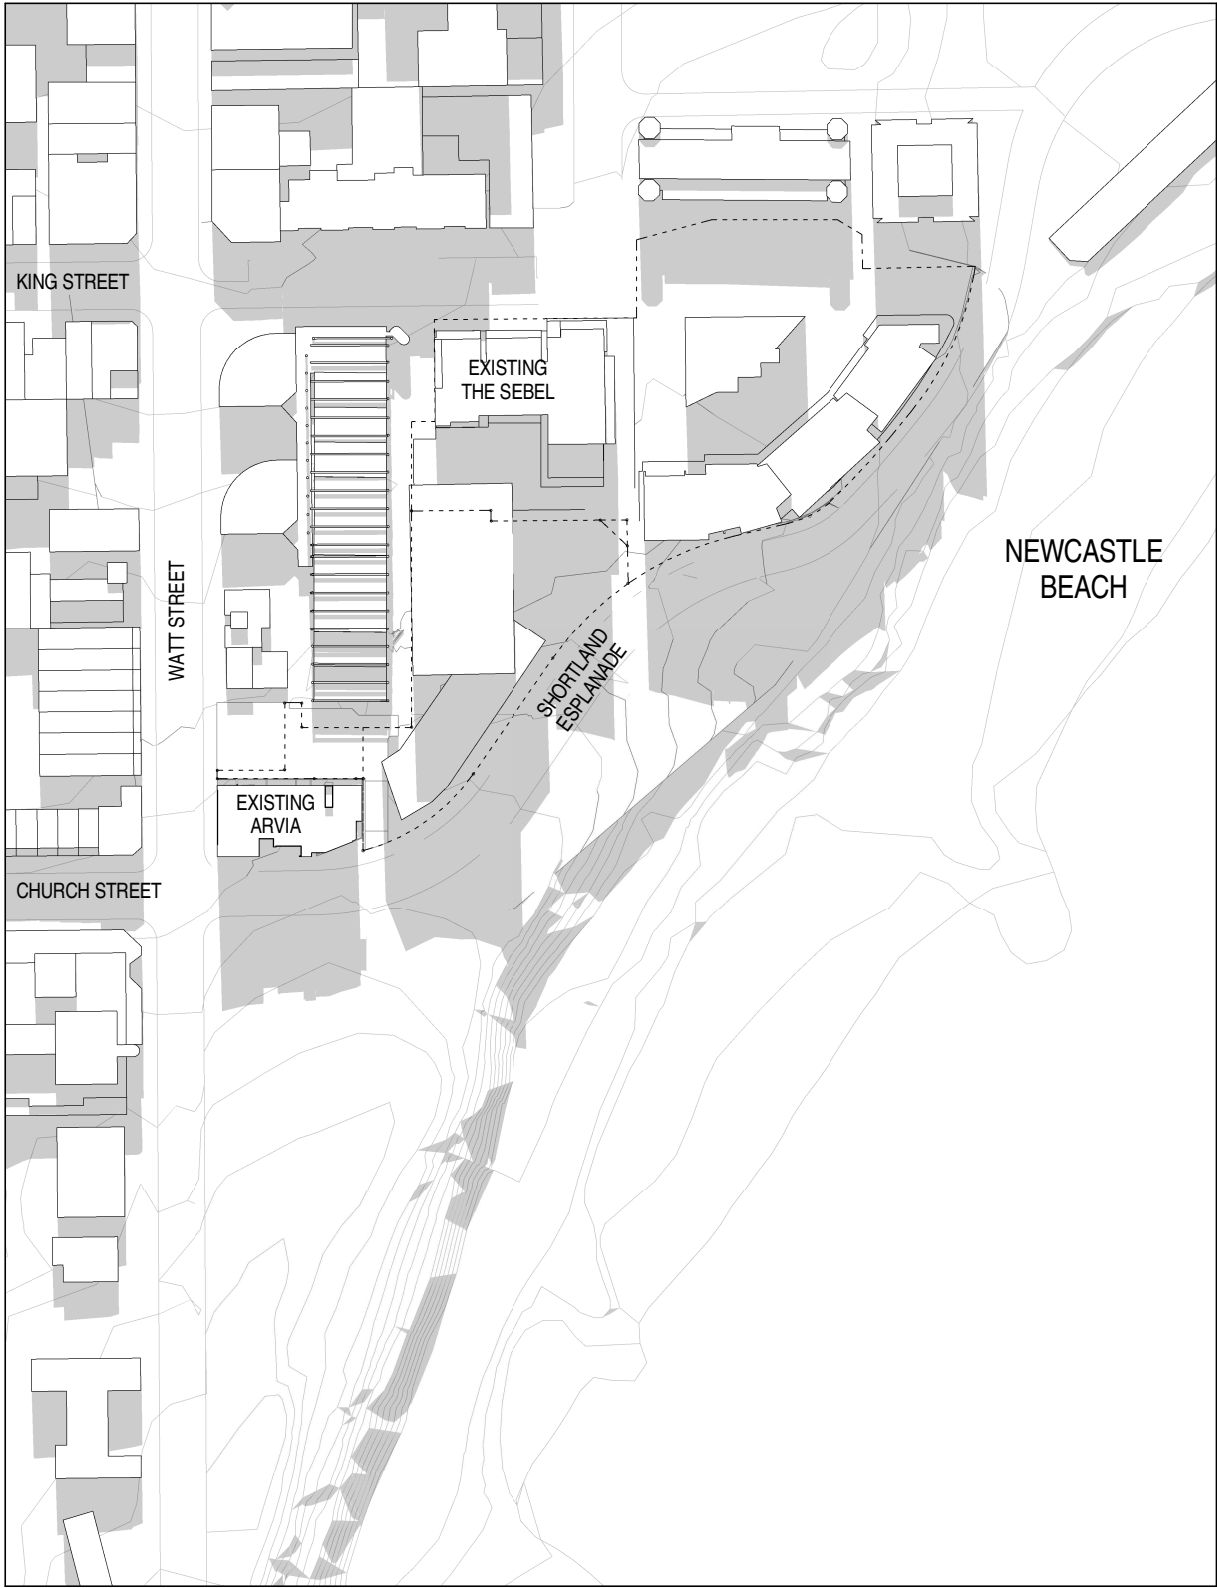 KING STREET
EXISTING
THE SEBEL
NEWCASTLE
BEACH
WATT STREET
SHORTLAND
ESPLANADE
EXISTING
ARVIA
CHURCH STREET